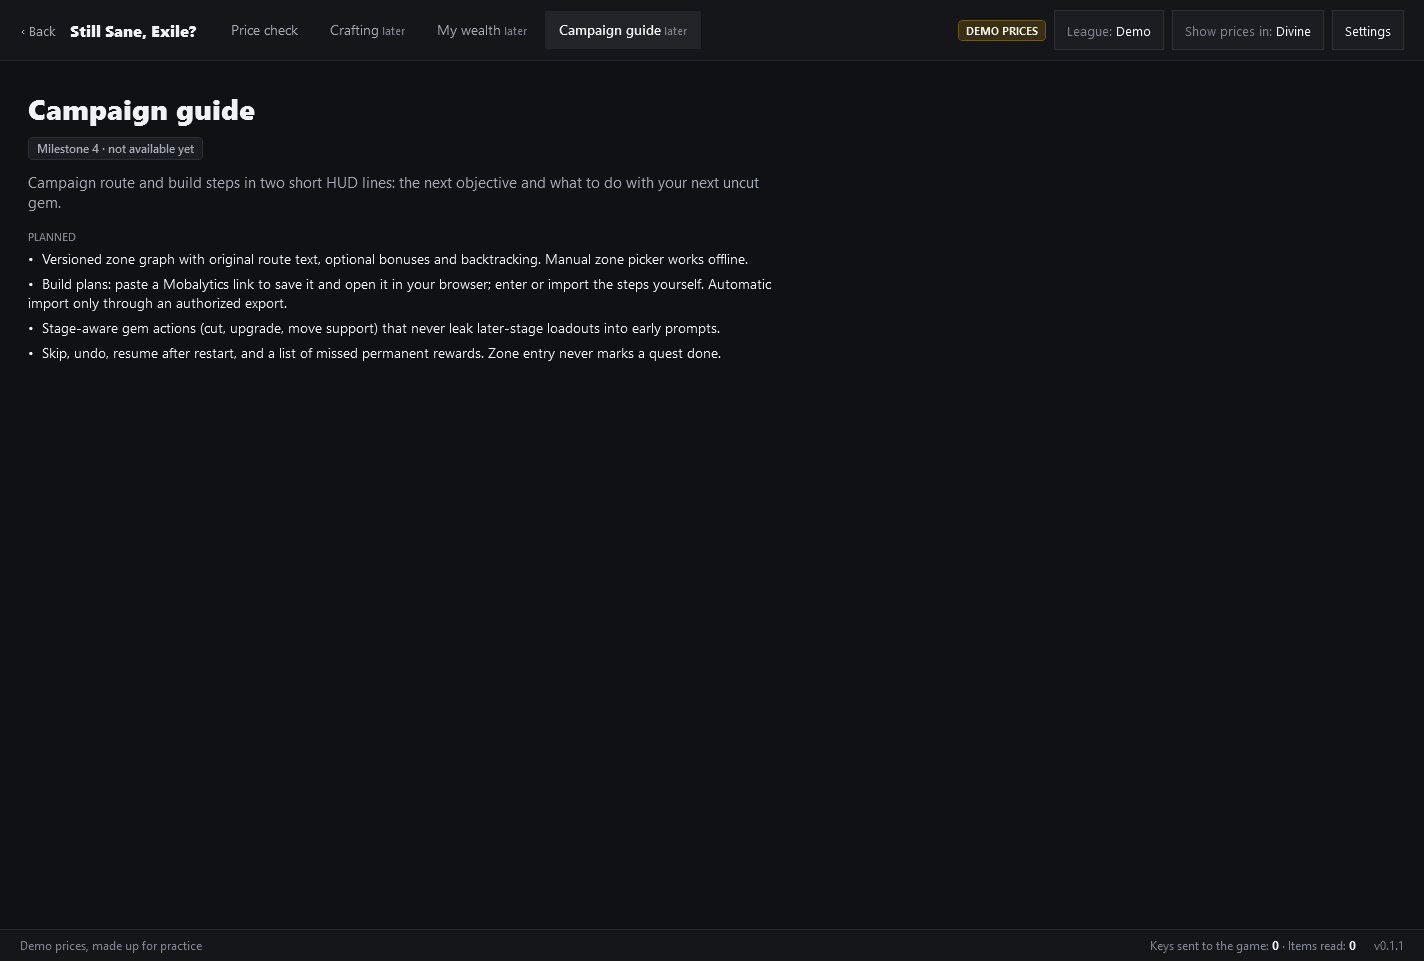 ‹ Back Still Sane, Exile? Price check Crafting later My wealth later Campaign guide later DEMO PRICES League: Demo Show prices in: Divine Settings
Campaign guide
Milestone 4 · not available yet
Campaign route and build steps in two short HUD lines: the next objective and what to do with your next uncut
gem.
PLANNED
• Versioned zone graph with original route text, optional bonuses and backtracking. Manual zone picker works offline.
• Build plans: paste a Mobalytics link to save it and open it in your browser; enter or import the steps yourself. Automatic
import only through an authorized export.
• Stage-aware gem actions (cut, upgrade, move support) that never leak later-stage loadouts into early prompts.
• Skip, undo, resume after restart, and a list of missed permanent rewards. Zone entry never marks a quest done.
Demo prices, made up for practice Keys sent to the game: 0 · Items read: 0 v0.1.1